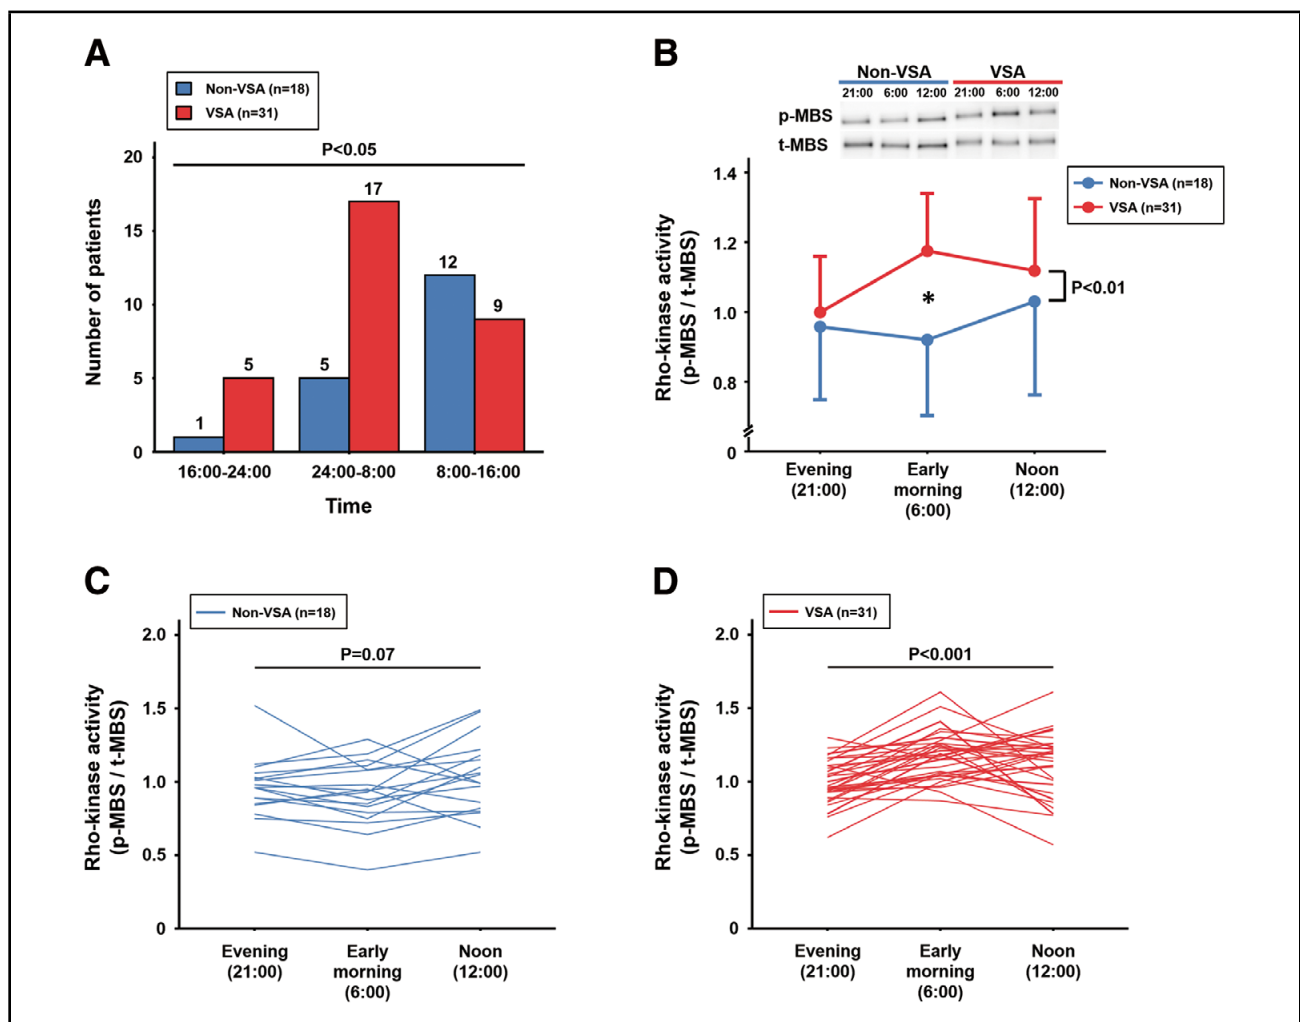 A
Non-VSA (n=18)
VSA (n=31)
P<0.05
Number of patients
20
15
10
5
0
1
5
5
17
12
9
16:00-24:00
24:00-8:00
8:00-16:00
Time
B
Non-VSA
VSA
21:00 6:00 12:00 21:00 6:00 12:00
p-MBS
t-MBS
Non-VSA (n=18)
VSA (n=31)
Rho-kinase activity
(p-MBS / t-MBS)
1.4
1.2
1.0
0.8
0
*
P<0.01
Evening
(21:00)
Early
morning
(6:00)
Noon
(12:00)
C
Non-VSA (n=18)
P=0.07
Rho-kinase activity
(p-MBS / t-MBS)
2.0
1.5
1.0
0.5
0
Evening
(21:00)
Early
morning
(6:00)
Noon
(12:00)
D
VSA (n=31)
P<0.001
Rho-kinase activity
(p-MBS / t-MBS)
2.0
1.5
1.0
0.5
0
Evening
(21:00)
Early
morning
(6:00)
Noon
(12:00)